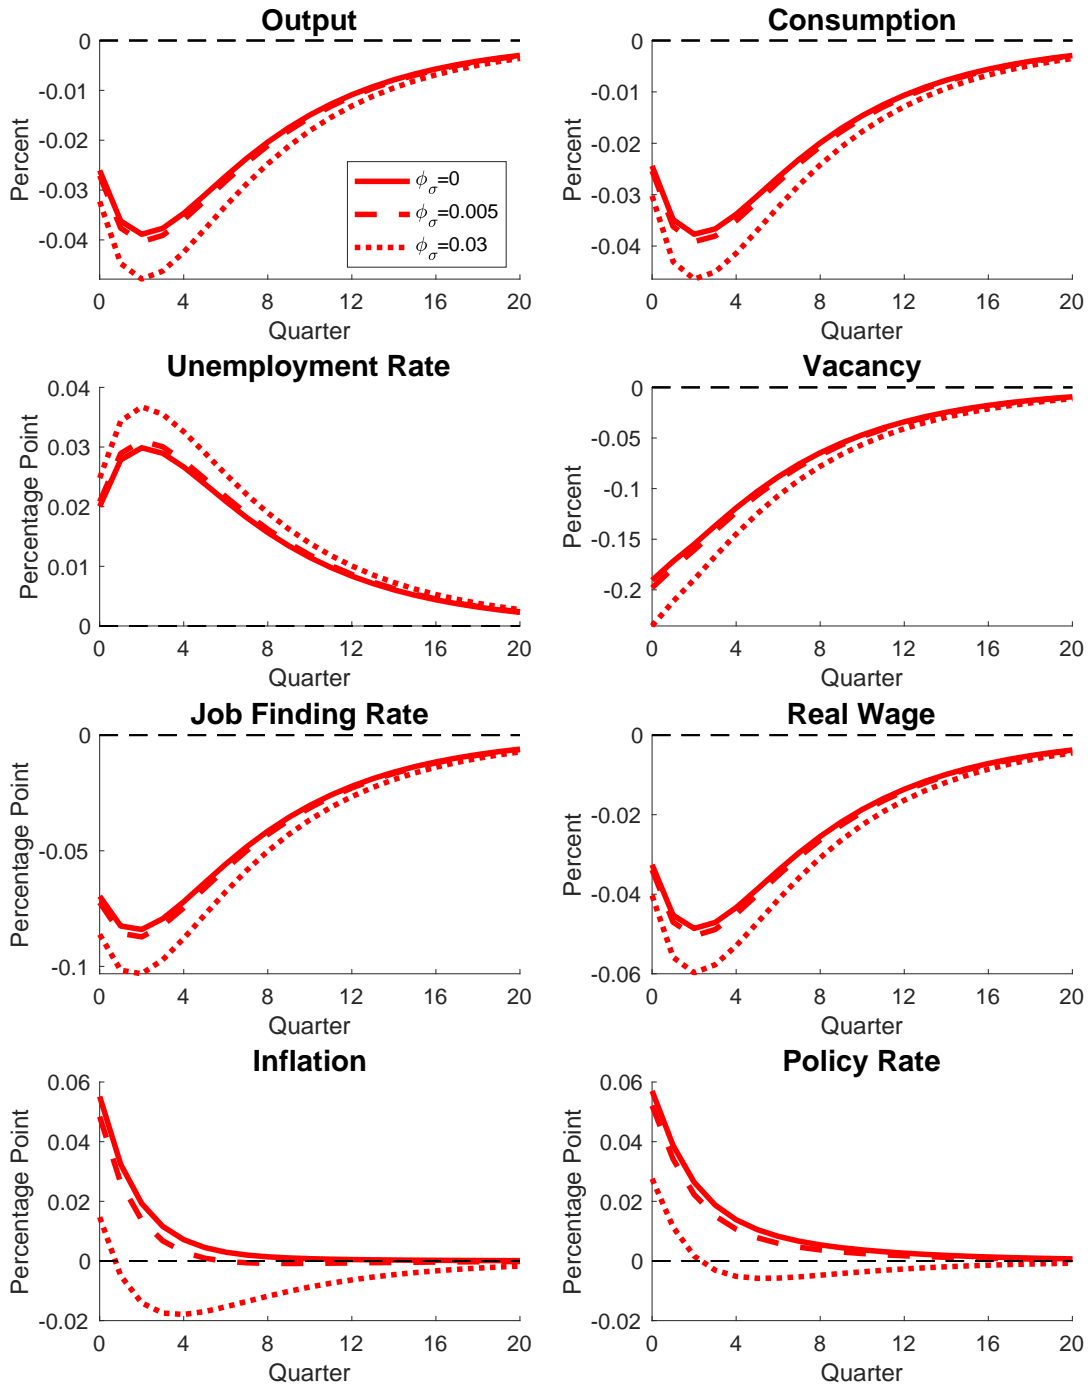 Output
Percent
0
-0.01
-0.02
-0.03
-0.04
ϕσ=0
ϕσ=0.005
ϕσ=0.03
0 4 8 12 16 20
Quarter
Consumption
Percent
0
-0.01
-0.02
-0.03
-0.04
0 4 8 12 16 20
Quarter
Unemployment Rate
Percentage Point
0.04
0.03
0.02
0.01
0
0 4 8 12 16 20
Quarter
Vacancy
Percent
0
-0.05
-0.1
-0.15
-0.2
0 4 8 12 16 20
Quarter
Job Finding Rate
Percentage Point
0
-0.05
-0.1
0 4 8 12 16 20
Quarter
Real Wage
Percent
0
-0.02
-0.04
-0.06
0 4 8 12 16 20
Quarter
Inflation
Percentage Point
0.06
0.04
0.02
0
-0.02
0 4 8 12 16 20
Quarter
Policy Rate
Percentage Point
0.06
0.04
0.02
0
-0.02
0 4 8 12 16 20
Quarter